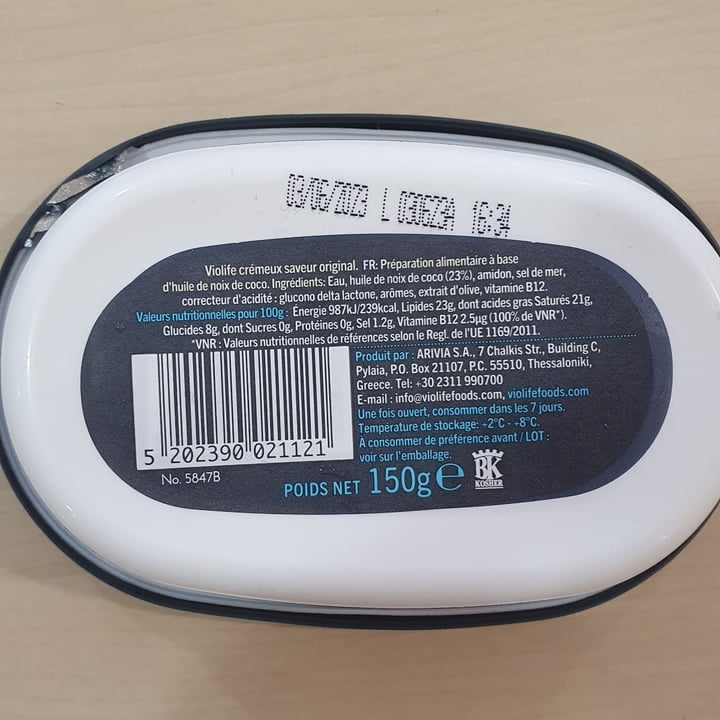 03/06/2023 L 030623A 16:34
Violife crémeux saveur original. FR: Préparation alimentaire à base
d'huile de noix de coco. Ingrédients: Eau, huile de noix de coco (23%), amidon, sel de mer,
correcteur d'acidité : glucono delta lactone, arômes, extrait d'olive, vitamine B12.
Valeurs nutritionnelles pour 100g : Énergie 987kJ/239kcal, Lipides 23g, dont acides gras Saturés 21g,
Glucides 8g, dont Sucres 0g, Protéines 0g, Sel 1.2g, Vitamine B12 2.5µg (100% de VNR*).
*VNR : Valeurs nutritionnelles de références selon le Regl. de l'UE 1169/2011.
5 202390 021121
No. 5847B
Produit par : ARIVIA S.A., 7 Chalkis Str., Building C,
Pylaia, P.O. Box 21107, P.C. 55510, Thessaloniki,
Greece. Tel: +30 2311 990700
E-mail : info@violifefoods.com, violifefoods.com
Une fois ouvert, consommer dans les 7 jours.
Température de stockage: +2°C - +8°C.
À consommer de préférence avant / LOT :
voir sur l'emballage.
POIDS NET 150g e
BK
KOSHER